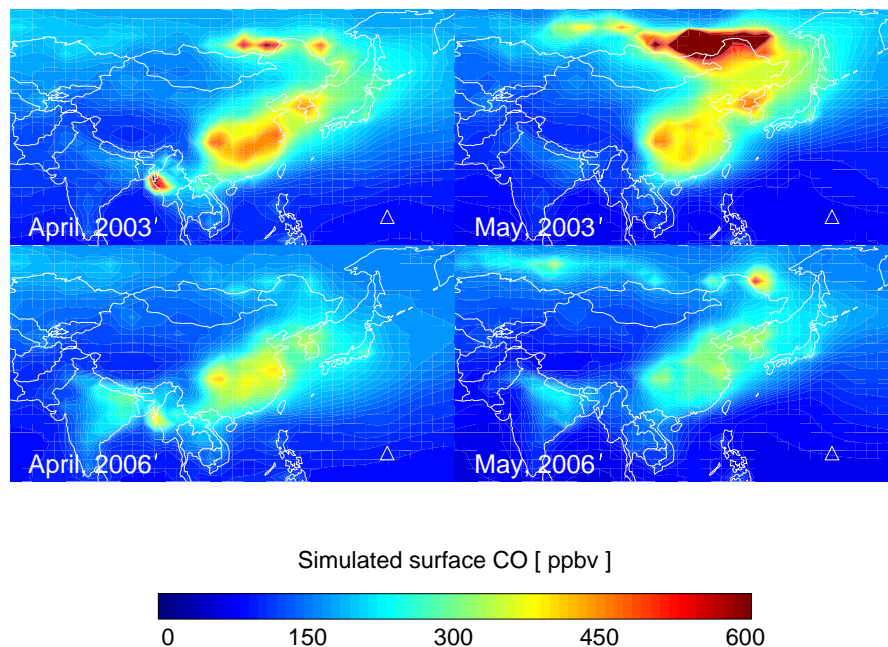 April, 2003
May, 2003
April, 2006
May, 2006
Simulated surface CO [ ppbv ]
0 150 300 450 600